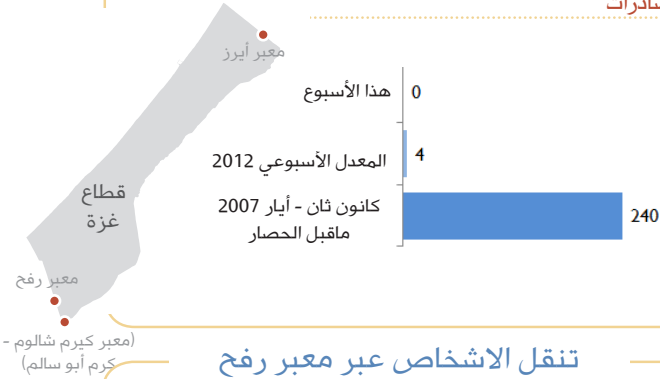 معبر أيرز
هذا الأسبوع
0
المعدل الأسبوعي 2012
4
كانون ثان - أيار 2007
ماقبل الحصار
240
قطاع
غزة
معبر رفح
(معبر كيرم شالوم -
كرم أبو سالم)
تنقل الاشخاص عبر معبر رفح